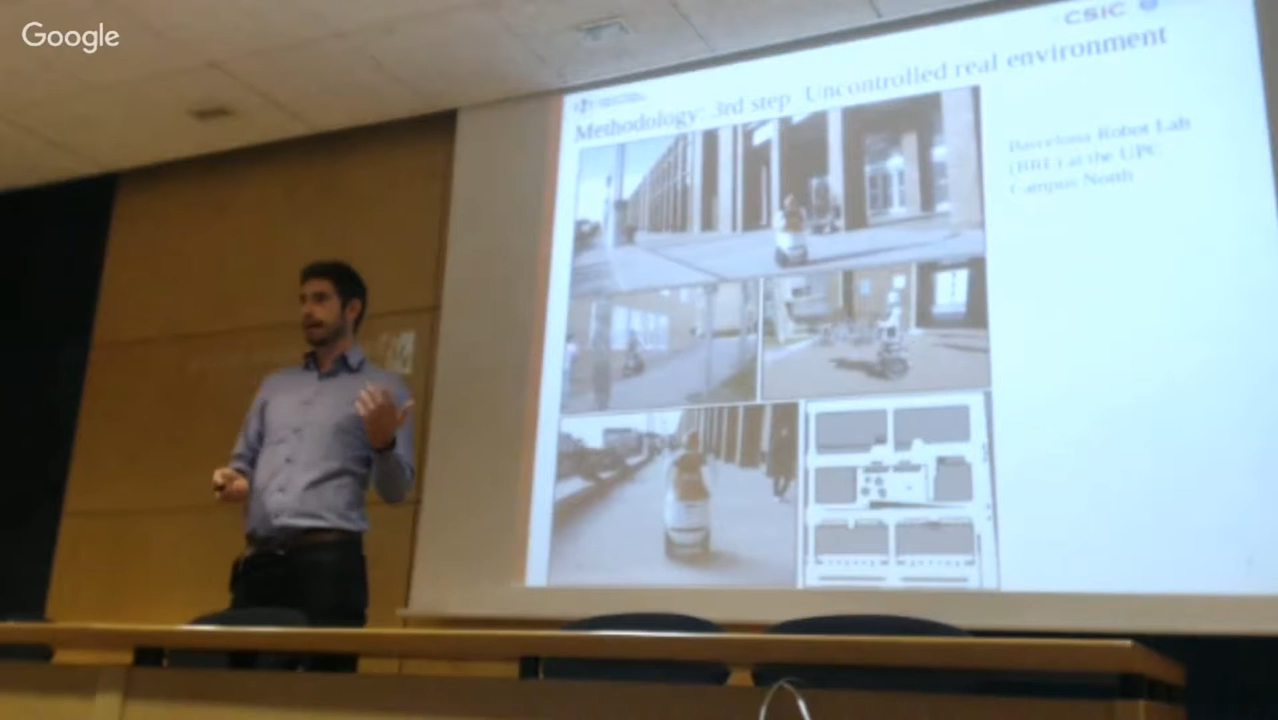 Google
CSIC
Methodology: 3rd step Uncontrolled real environment
Barcelona Robot Lab
(BRL) at the UPC
Campus North